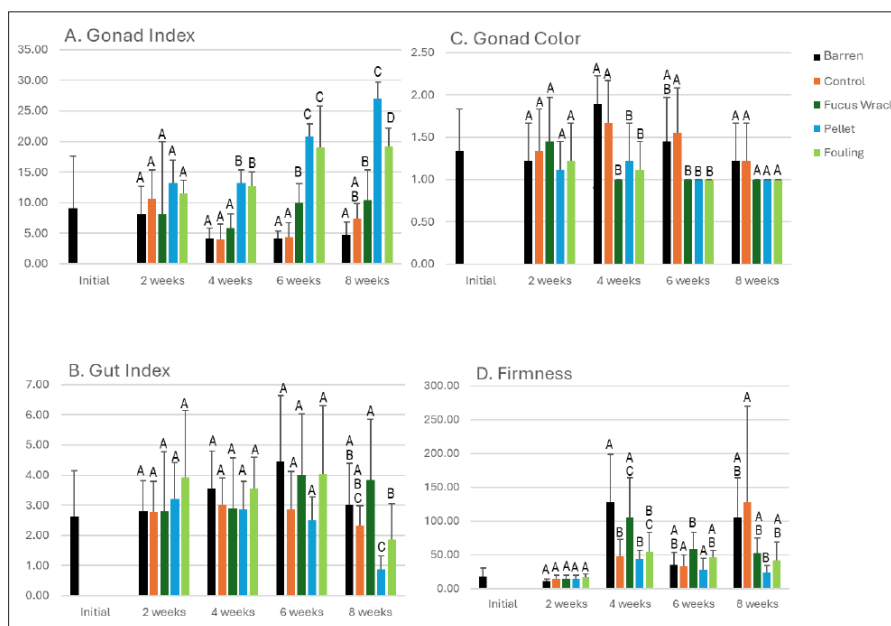 A. Gonad Index
35.00
30.00
25.00
20.00
15.00
10.00
5.00
0.00
A A A A A
A A A B B
A A B C C
A A B B C D
Initial 2 weeks 4 weeks 6 weeks 8 weeks
C. Gonad Color
2.50
2.00
1.50
1.00
0.50
0.00
A A A A A
A A B B B
A B A B B B
A A A A A
Initial 2 weeks 4 weeks 6 weeks 8 weeks
Barren
Control
Fucus Wrack
Pellet
Fouling
B. Gut Index
7.00
6.00
5.00
4.00
3.00
2.00
1.00
0.00
A A A A A
A A A A A
A A A A A
A B A B C A C B
Initial 2 weeks 4 weeks 6 weeks 8 weeks
D. Firmness
300.00
250.00
200.00
150.00
100.00
50.00
0.00
A A A A A
A B A C B B C
A B A B A A B
A B A A B B A B
Initial 2 weeks 4 weeks 6 weeks 8 weeks